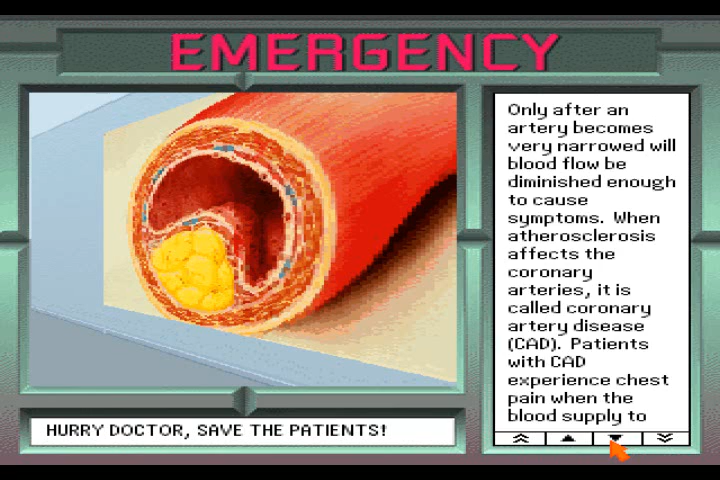 EMERGENCY
Only after an
artery becomes
very narrowed will
blood flow be
diminished enough
to cause
symptoms. When
atherosclerosis
affects the
coronary
arteries, it is
called coronary
artery disease
(CAD). Patients
with CAD
experience chest
pain when the
blood supply to
HURRY DOCTOR, SAVE THE PATIENTS!